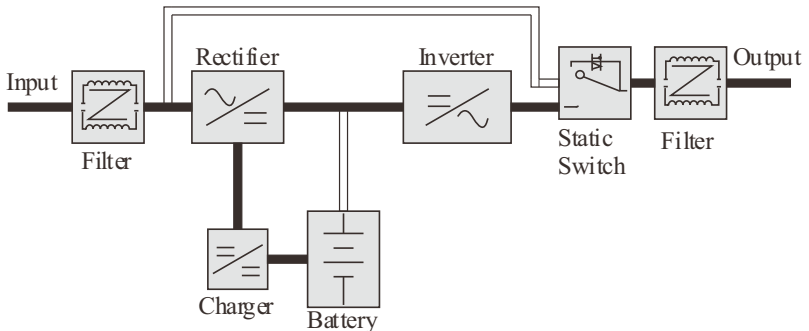 Rectifier
Inverter
Input
Output
Filter
Static
Switch
Filter
Charger
Battery